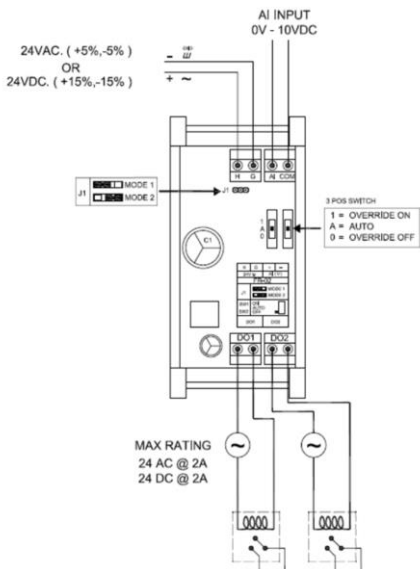 AI INPUT
0V - 10VDC
24VAC. ( +5%,-5%)
OR
24VDC. ( +15%,-15%)
-
+ ~
H G AI COM
J1
MODE 1
MODE 2
J1
3 POS SWITCH
1 = OVERRIDE ON
A = AUTO
0 = OVERRIDE OFF
1
A
0
C1
J1
MODE 1
MODE 2
AUTO
DO1 DO2
DO1 DO2
MAX RATING
24 AC @ 2A
24 DC @ 2A
~ ~